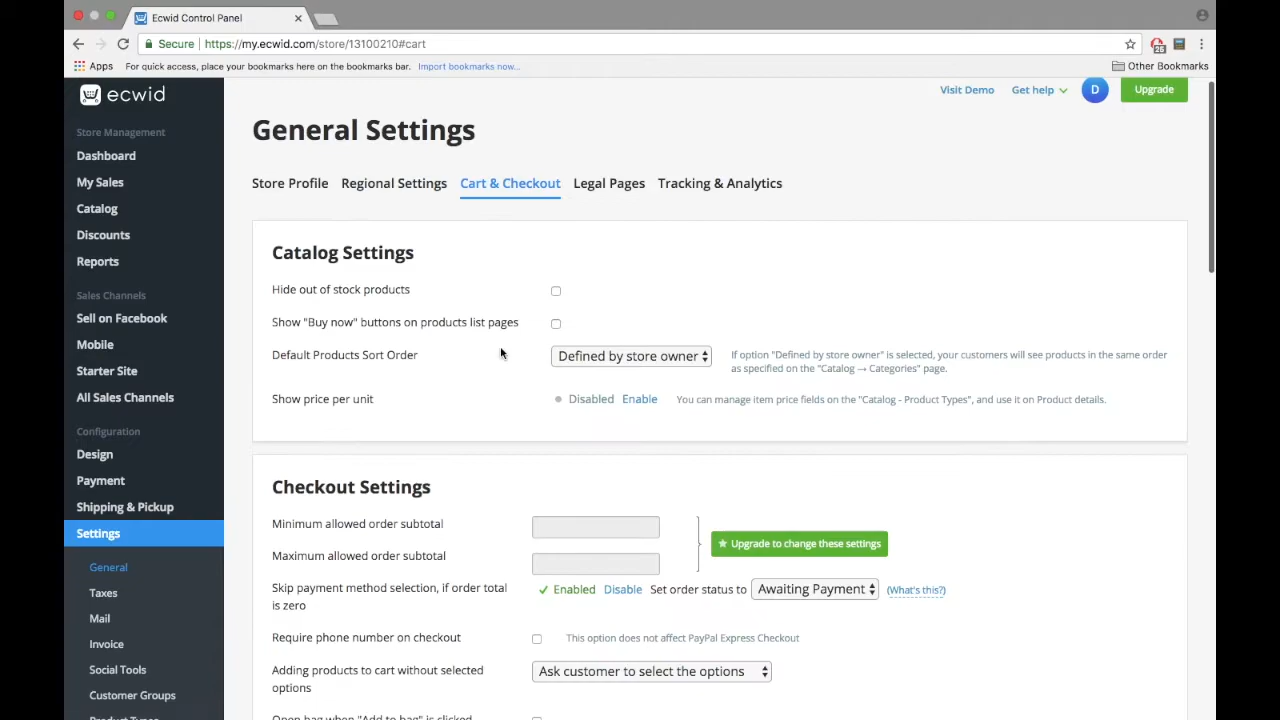 Ecwid Control Panel
Secure https://my.ecwid.com/store/13100210#cart
26
Apps For quick access, place your bookmarks here on the bookmarks bar. Import bookmarks now... Other Bookmarks
ecwid
Visit Demo Get help D Upgrade
Store Management
Dashboard
My Sales
Catalog
Discounts
Reports
Sales Channels
Sell on Facebook
Mobile
Starter Site
All Sales Channels
Configuration
Design
Payment
Shipping & Pickup
Settings
General
Taxes
Mail
Invoice
Social Tools
Customer Groups
Product Types
General Settings
Store Profile Regional Settings Cart & Checkout Legal Pages Tracking & Analytics
Catalog Settings
Hide out of stock products
Show "Buy now" buttons on products list pages
Default Products Sort Order Defined by store owner If option "Defined by store owner" is selected, your customers will see products in the same order
as specified on the "Catalog → Categories" page.
Show price per unit Disabled Enable You can manage item price fields on the "Catalog - Product Types", and use it on Product details.
Checkout Settings
Minimum allowed order subtotal
Upgrade to change these settings
Maximum allowed order subtotal
Skip payment method selection, if order total
is zero
Enabled Disable Set order status to Awaiting Payment (What's this?)
Require phone number on checkout This option does not affect PayPal Express Checkout
Adding products to cart without selected
options
Ask customer to select the options
Open bag when "Add to bag" is clicked